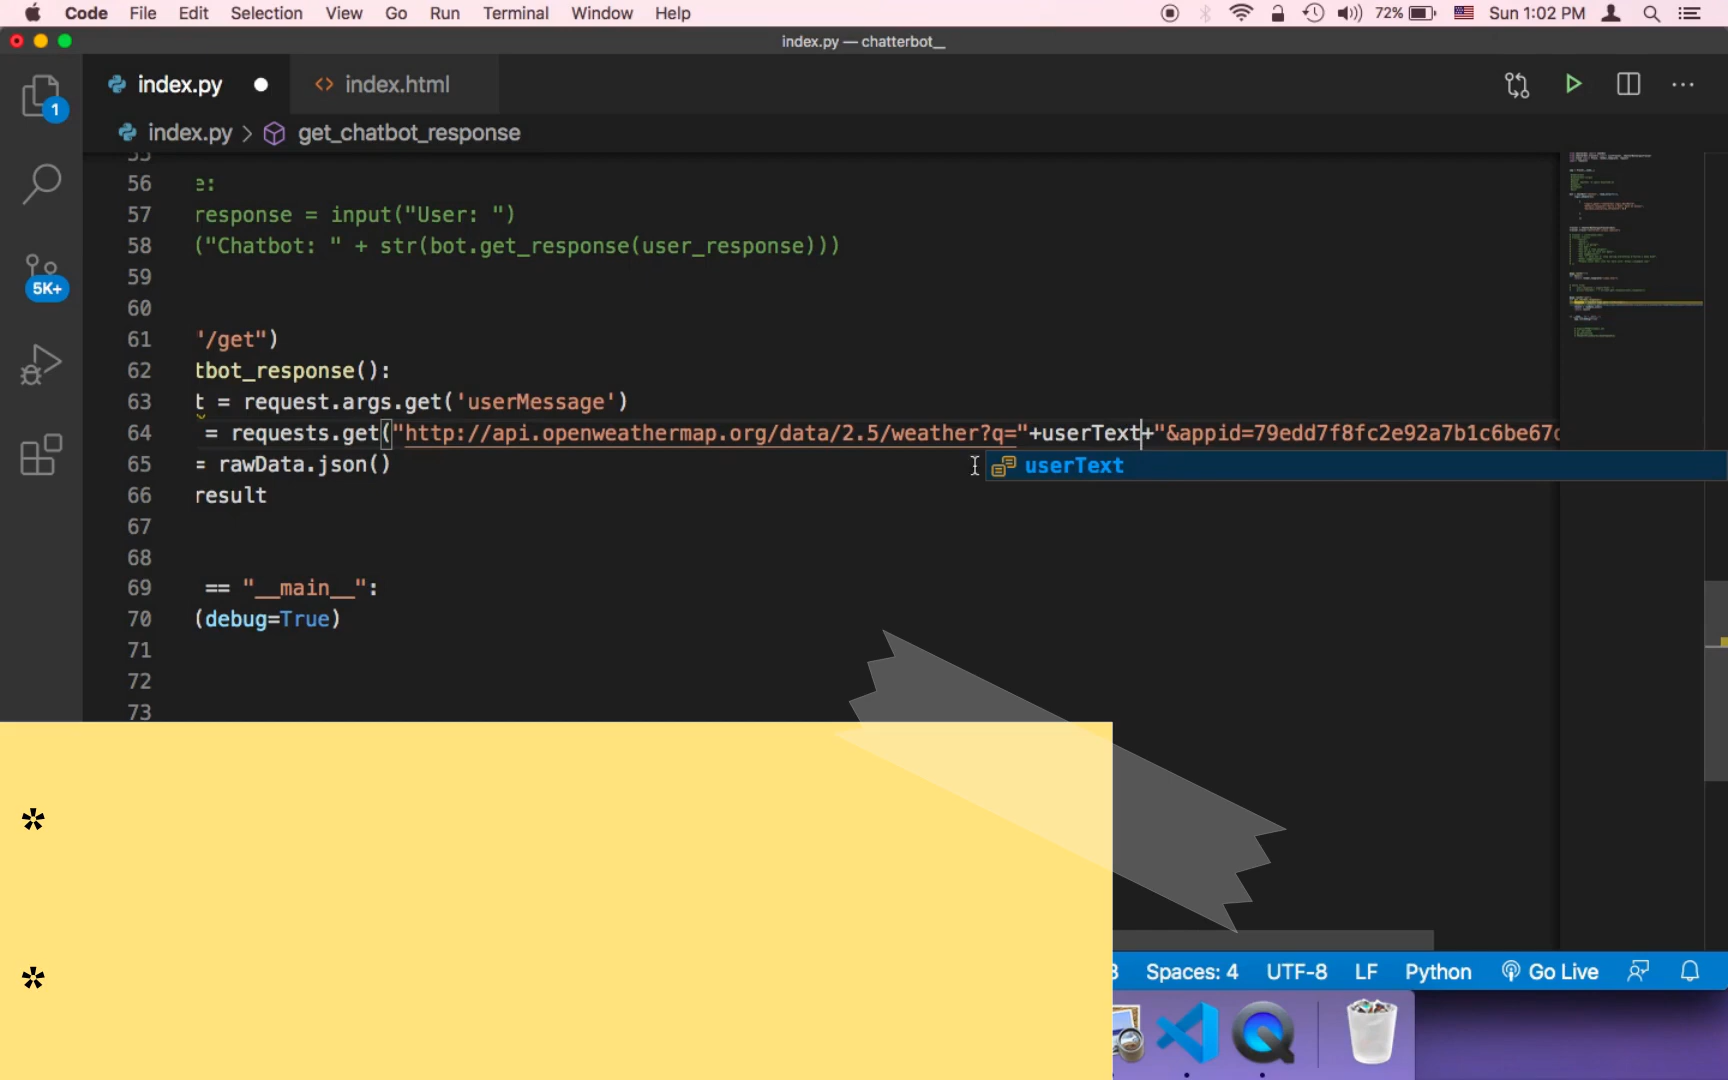 Code File Edit Selection View Go Run Terminal Window Help 72% Sun 1:02 PM
index.py — chatterbot__
index.py index.html
1
index.py > get_chatbot_response
55
56 e:
57 response = input("User: ")
58 ("Chatbot: " + str(bot.get_response(user_response)))
5K+
59
60
61 '/get")
62 tbot_response():
63 t = request.args.get('userMessage')
64 = requests.get("http://api.openweathermap.org/data/2.5/weather?q="+userText+"&appid=79edd7f8fc2e92a7b1c6be67c
65 = rawData.json()
userText
66 result
67
68
69 == "__main__":
70 (debug=True)
71
72
73
*
*
Spaces: 4 UTF-8 LF Python Go Live